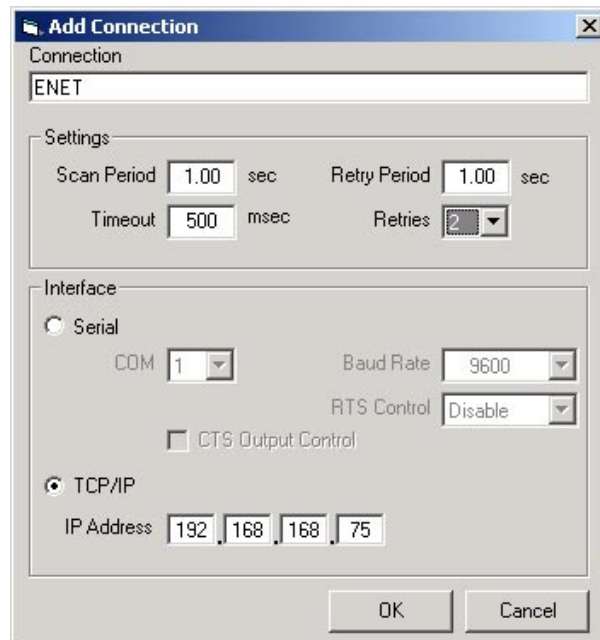 Add Connection
Connection
ENET
Settings
Scan Period 1.00 sec Retry Period 1.00 sec
Timeout 500 msec Retries 2
Interface
Serial
COM 1 Baud Rate 9600
RTS Control Disable
CTS Output Control
TCP/IP
IP Address 192 . 168 . 168 . 75
OK Cancel